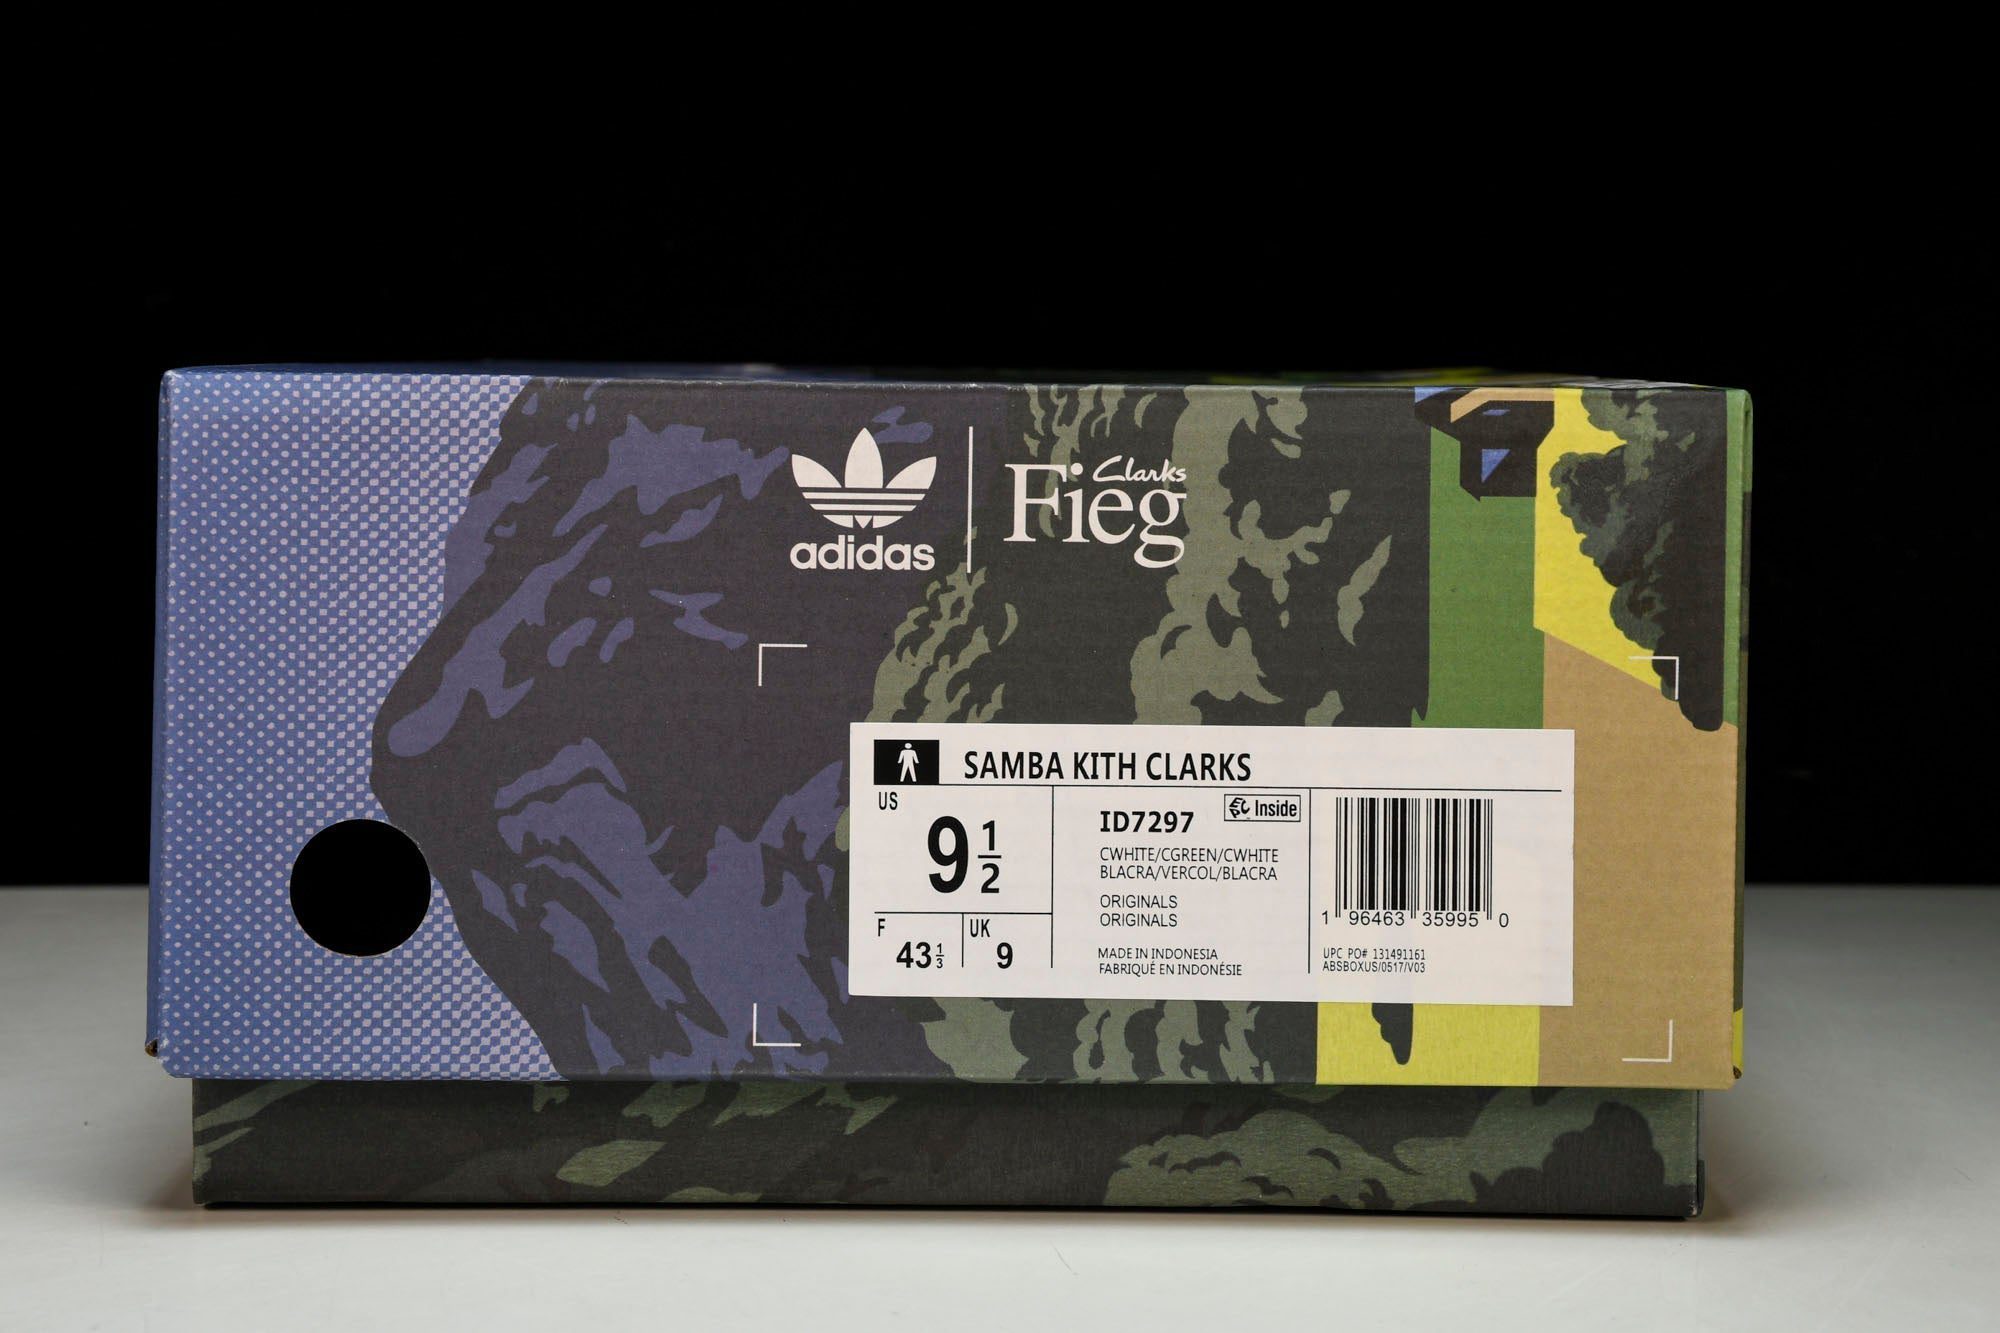 adidas
Clarks
Fieg
SAMBA KITH CLARKS
US
9 1/2
F
43 1/3
UK
9
ID7297
EPC Inside
CWHITE/CGREEN/CWHITE
BLACRA/VERCOL/BLACRA
ORIGINALS
ORIGINALS
MADE IN INDONESIA
FABRIQUÉ EN INDONÉSIE
1 96463 35995 0
UPC PO# 131491161
ABSBOXUS/0517/V03